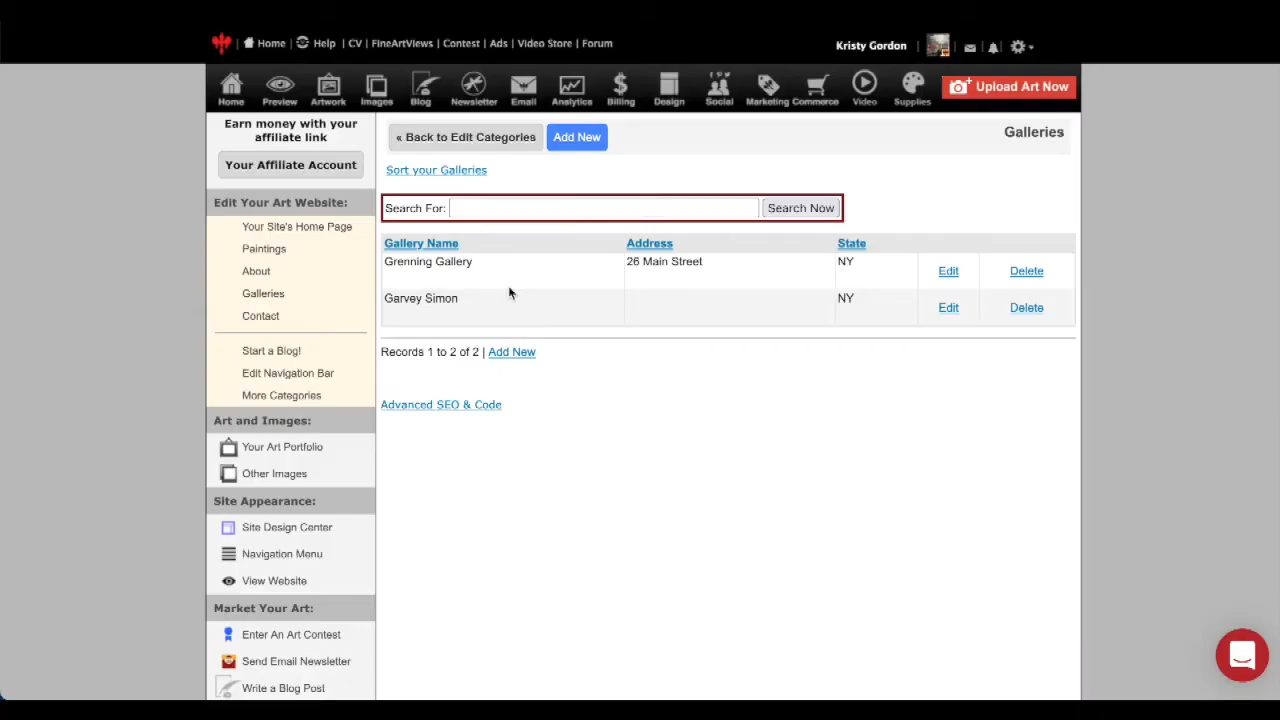 Home Help CV | FineArtViews | Contest | Ads | Video Store | Forum
Kristy Gordon
Home Preview Artwork Images Blog Newsletter Email Analytics Billing Design Social Marketing Commerce Video Supplies
Upload Art Now
Earn money with your
affiliate link
Your Affiliate Account
Edit Your Art Website:
Your Site's Home Page
Paintings
About
Galleries
Contact
Start a Blog!
Edit Navigation Bar
More Categories
Art and Images:
Your Art Portfolio
Other Images
Site Appearance:
Site Design Center
Navigation Menu
View Website
Market Your Art:
Enter An Art Contest
Send Email Newsletter
Write a Blog Post
« Back to Edit Categories
Add New
Galleries
Sort your Galleries
Search For:
Search Now
Gallery Name Address State
Grenning Gallery 26 Main Street NY Edit Delete
Garvey Simon NY Edit Delete
Records 1 to 2 of 2 | Add New
Advanced SEO & Code